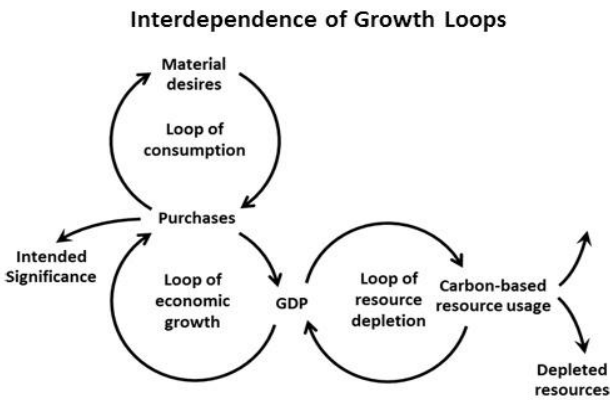 Interdependence of Growth Loops
Material
desires
Loop of
consumption
Purchases
Intended
Significance
Loop of
economic
growth
GDP
Loop of
resource
depletion
Carbon-based
resource usage
Depleted
resources